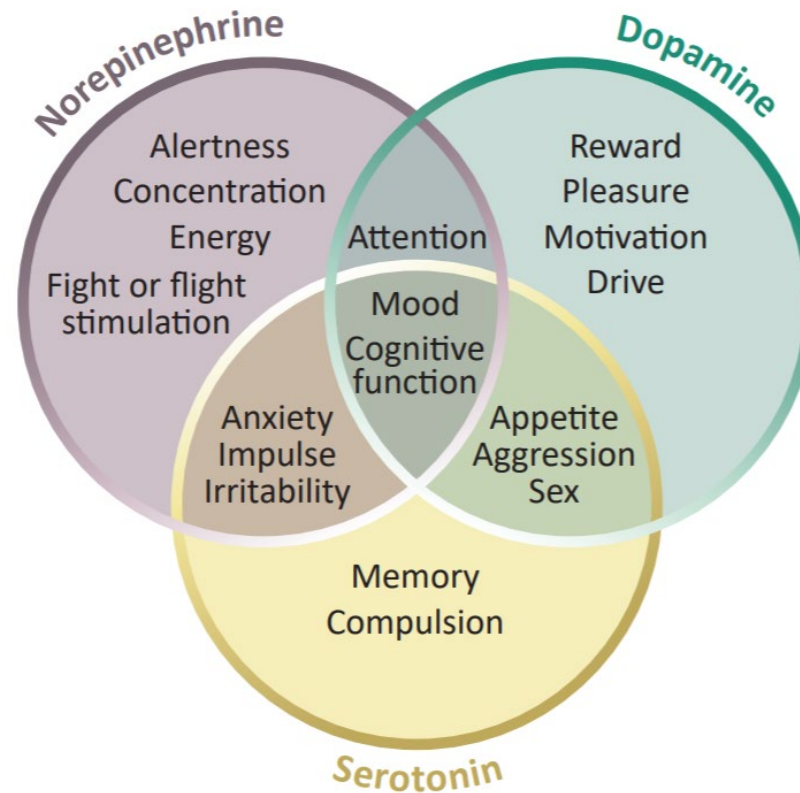 Norepinephrine
Dopamine
Alertness
Concentration
Energy
Fight or flight
stimulation
Attention
Reward
Pleasure
Motivation
Drive
Mood
Cognitive
function
Anxiety
Impulse
Irritability
Appetite
Aggression
Sex
Memory
Compulsion
Serotonin